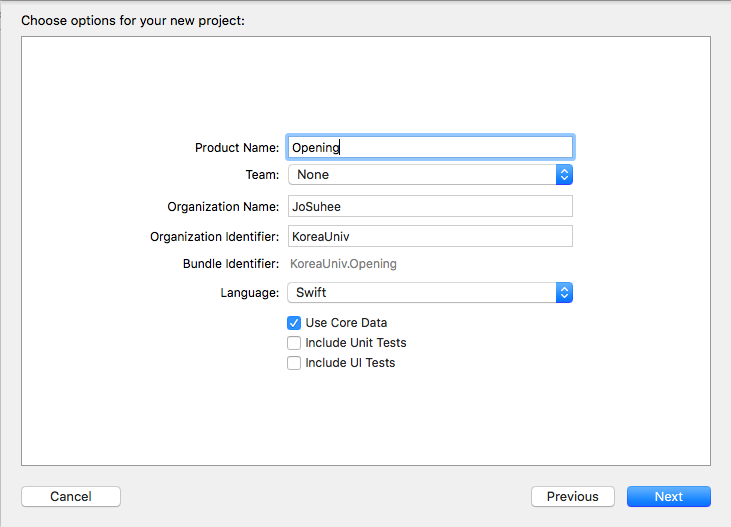 Choose options for your new project:
Product Name: Opening
Team: None
Organization Name: JoSuhee
Organization Identifier: KoreaUniv
Bundle Identifier: KoreaUniv.Opening
Language: Swift
Use Core Data
Include Unit Tests
Include UI Tests
Cancel Previous Next